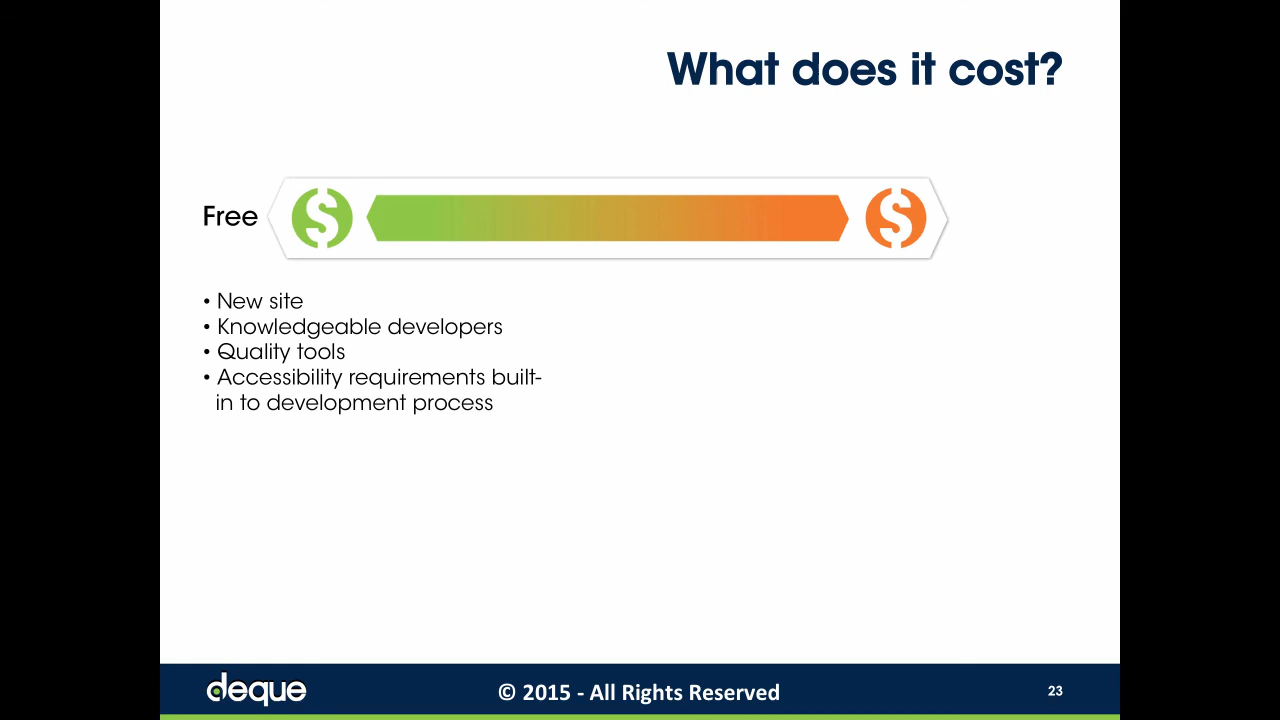 What does it cost?
Free
• New site
• Knowledgeable developers
• Quality tools
• Accessibility requirements built-
in to development process
deque
© 2015 - All Rights Reserved
23